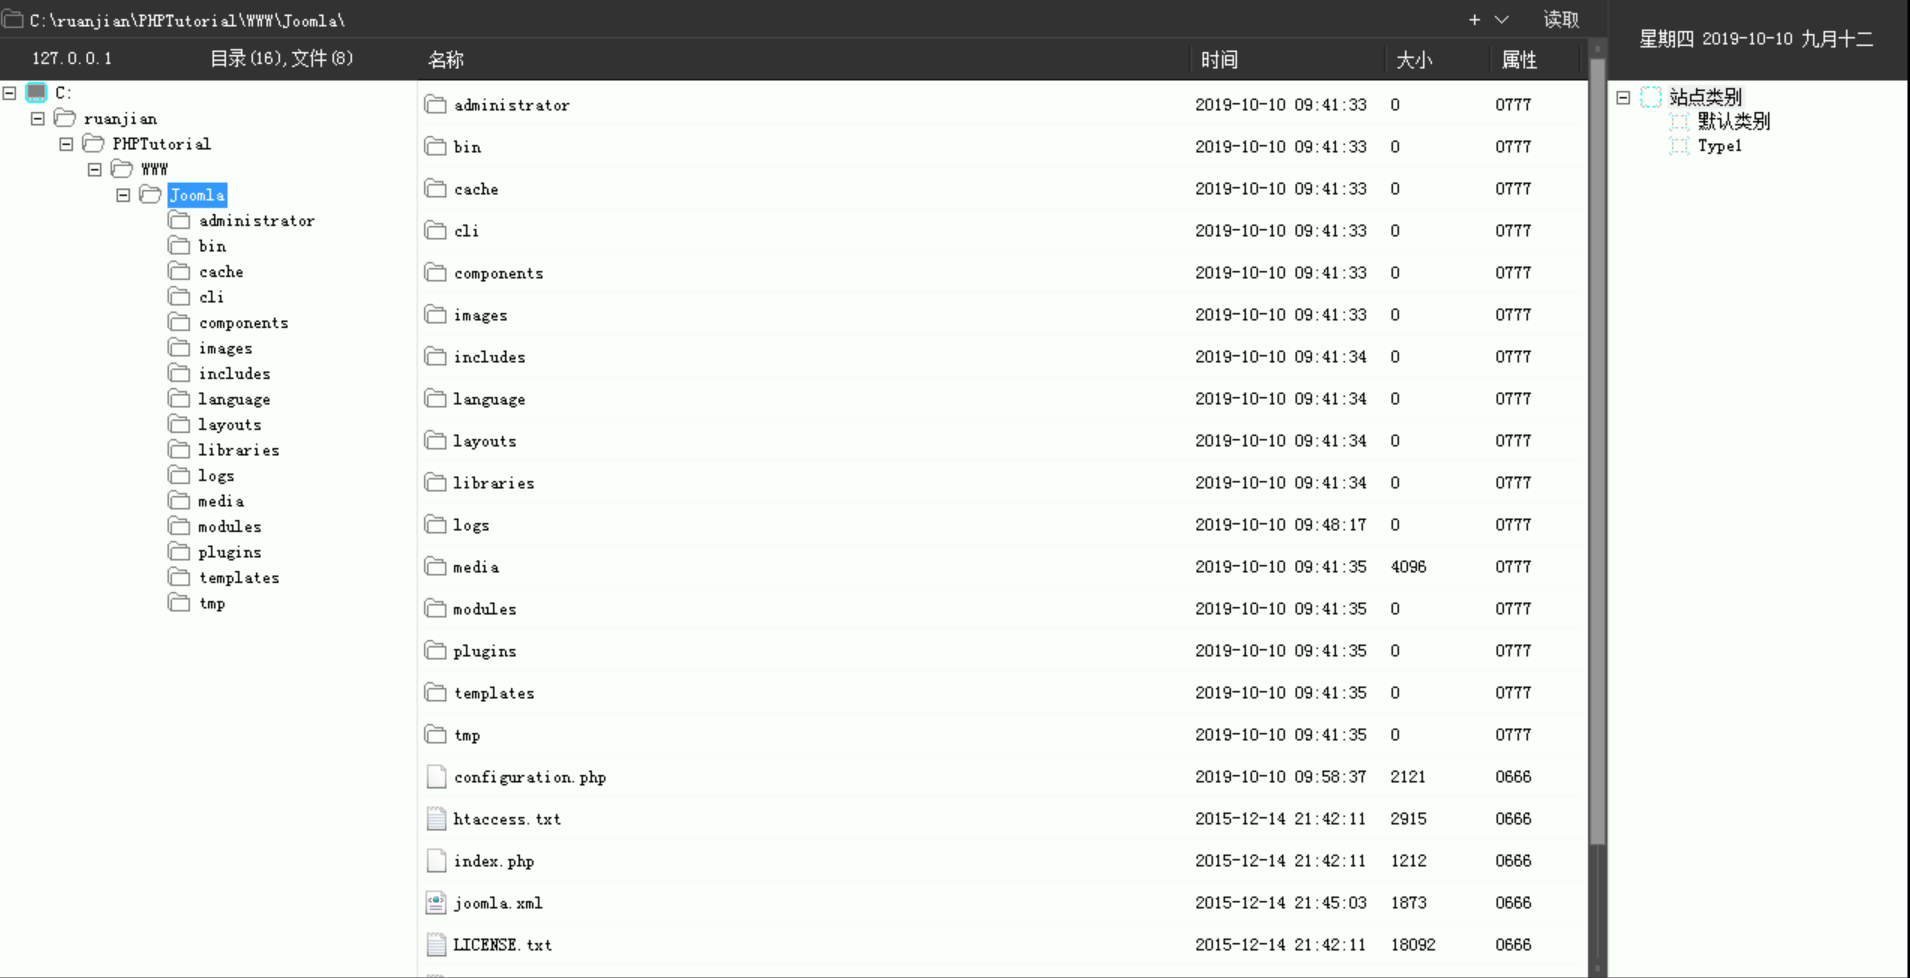 C:\ruanjian\PHPTutorial\WWW\Joomla\ + 读取
127.0.0.1 目录(16),文件(8) 名称 时间 大小 属性
星期四 2019-10-10 九月十二
C:
ruanjian
PHPTutorial
WWW
Joomla
administrator
bin
cache
cli
components
images
includes
language
layouts
libraries
logs
media
modules
plugins
templates
tmp
administrator 2019-10-10 09:41:33 0 0777
bin 2019-10-10 09:41:33 0 0777
cache 2019-10-10 09:41:33 0 0777
cli 2019-10-10 09:41:33 0 0777
components 2019-10-10 09:41:33 0 0777
images 2019-10-10 09:41:33 0 0777
includes 2019-10-10 09:41:34 0 0777
language 2019-10-10 09:41:34 0 0777
layouts 2019-10-10 09:41:34 0 0777
libraries 2019-10-10 09:41:34 0 0777
logs 2019-10-10 09:48:17 0 0777
media 2019-10-10 09:41:35 4096 0777
modules 2019-10-10 09:41:35 0 0777
plugins 2019-10-10 09:41:35 0 0777
templates 2019-10-10 09:41:35 0 0777
tmp 2019-10-10 09:41:35 0 0777
configuration.php 2019-10-10 09:58:37 2121 0666
htaccess.txt 2015-12-14 21:42:11 2915 0666
index.php 2015-12-14 21:42:11 1212 0666
joomla.xml 2015-12-14 21:45:03 1873 0666
LICENSE.txt 2015-12-14 21:42:11 18092 0666
站点类别
默认类别
Type1